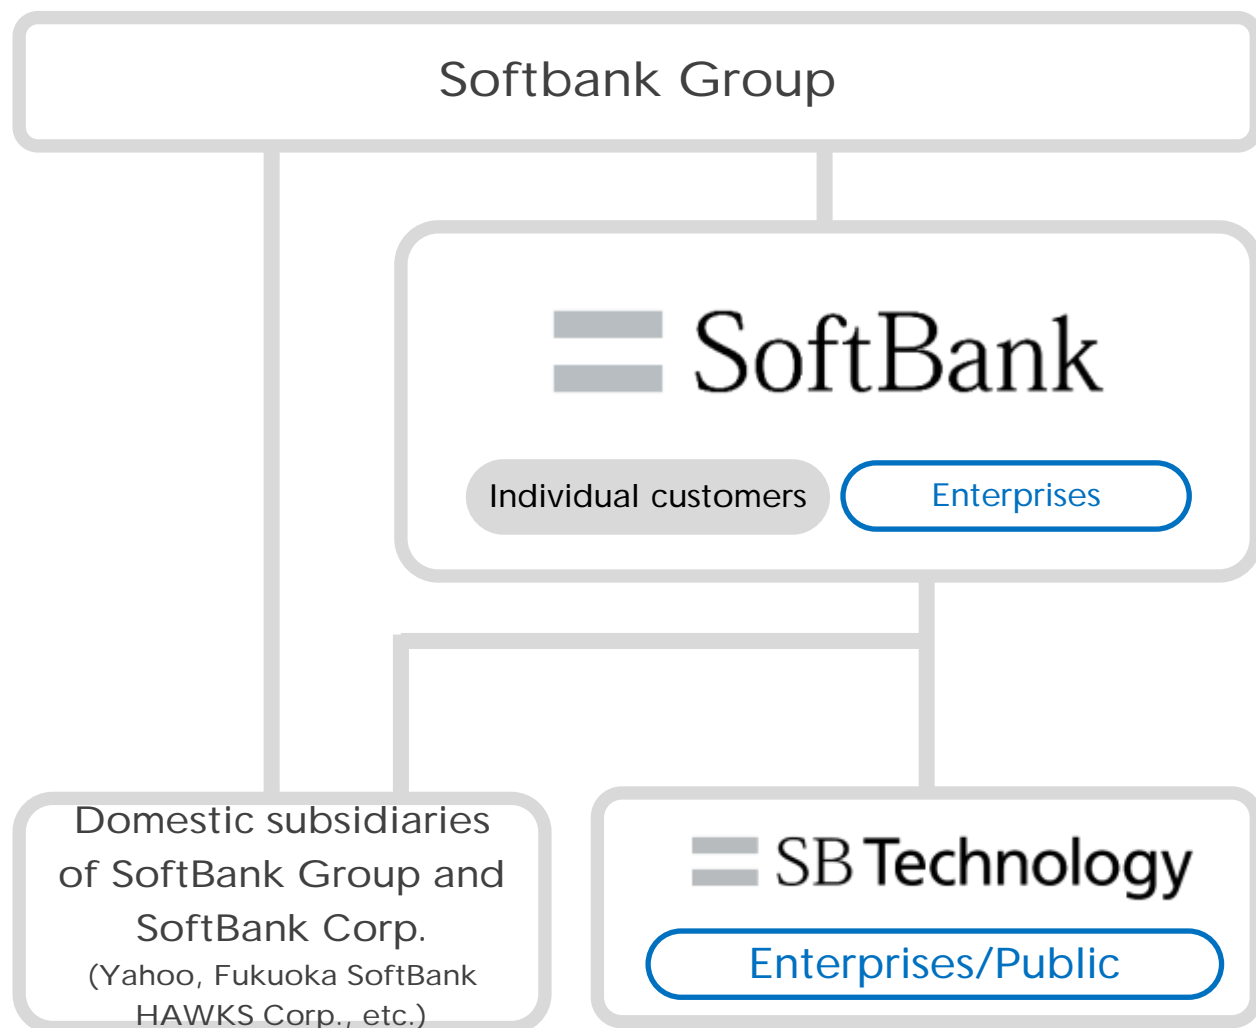 Softbank Group
SoftBank
Individual customers
Enterprises
Domestic subsidiaries
of SoftBank Group and
SoftBank Corp.
(Yahoo, Fukuoka SoftBank
HAWKS Corp., etc.)
SB Technology
Enterprises/Public